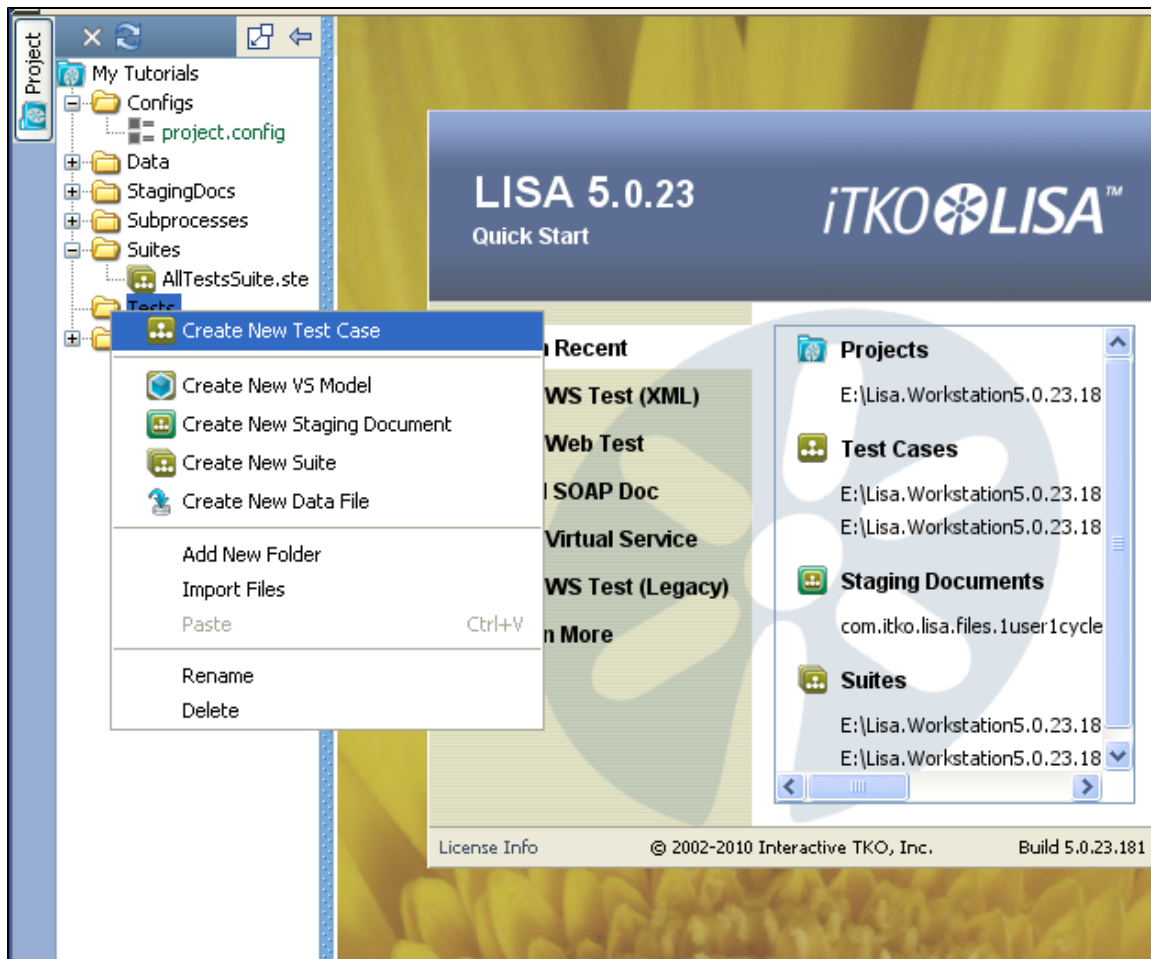 Project
My Tutorials
Configs
project.config
Data
StagingDocs
Subprocesses
Suites
AllTestsSuite.ste
Tests
Create New Test Case
Create New VS Model
Create New Staging Document
Create New Suite
Create New Data File
Add New Folder
Import Files
Paste Ctrl+V
Rename
Delete
LISA 5.0.23
Quick Start
iTKO LISA™
Recent
WS Test (XML)
Web Test
SOAP Doc
Virtual Service
WS Test (Legacy)
More
Projects
E:\Lisa.Workstation5.0.23.18
Test Cases
E:\Lisa.Workstation5.0.23.18
E:\Lisa.Workstation5.0.23.18
Staging Documents
com.itko.lisa.files.1user1cycle
Suites
E:\Lisa.Workstation5.0.23.18
E:\Lisa.Workstation5.0.23.18
License Info
© 2002-2010 Interactive TKO, Inc.
Build 5.0.23.181